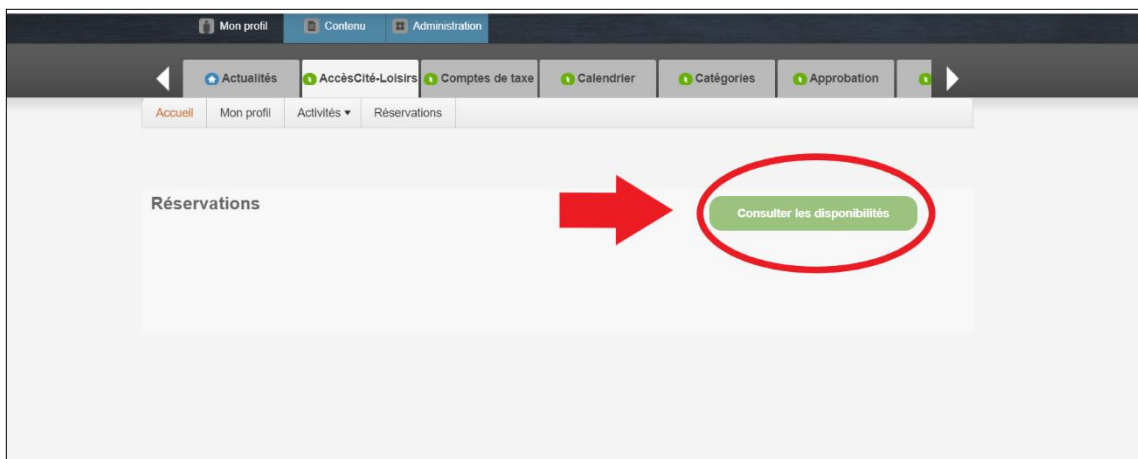 Mon profil Contenu Administration
Actualités AccèsCité-Loisirs Comptes de taxe Calendrier Catégories Approbation
Accueil Mon profil Activités Réservations
Réservations
Consulter les disponibilités